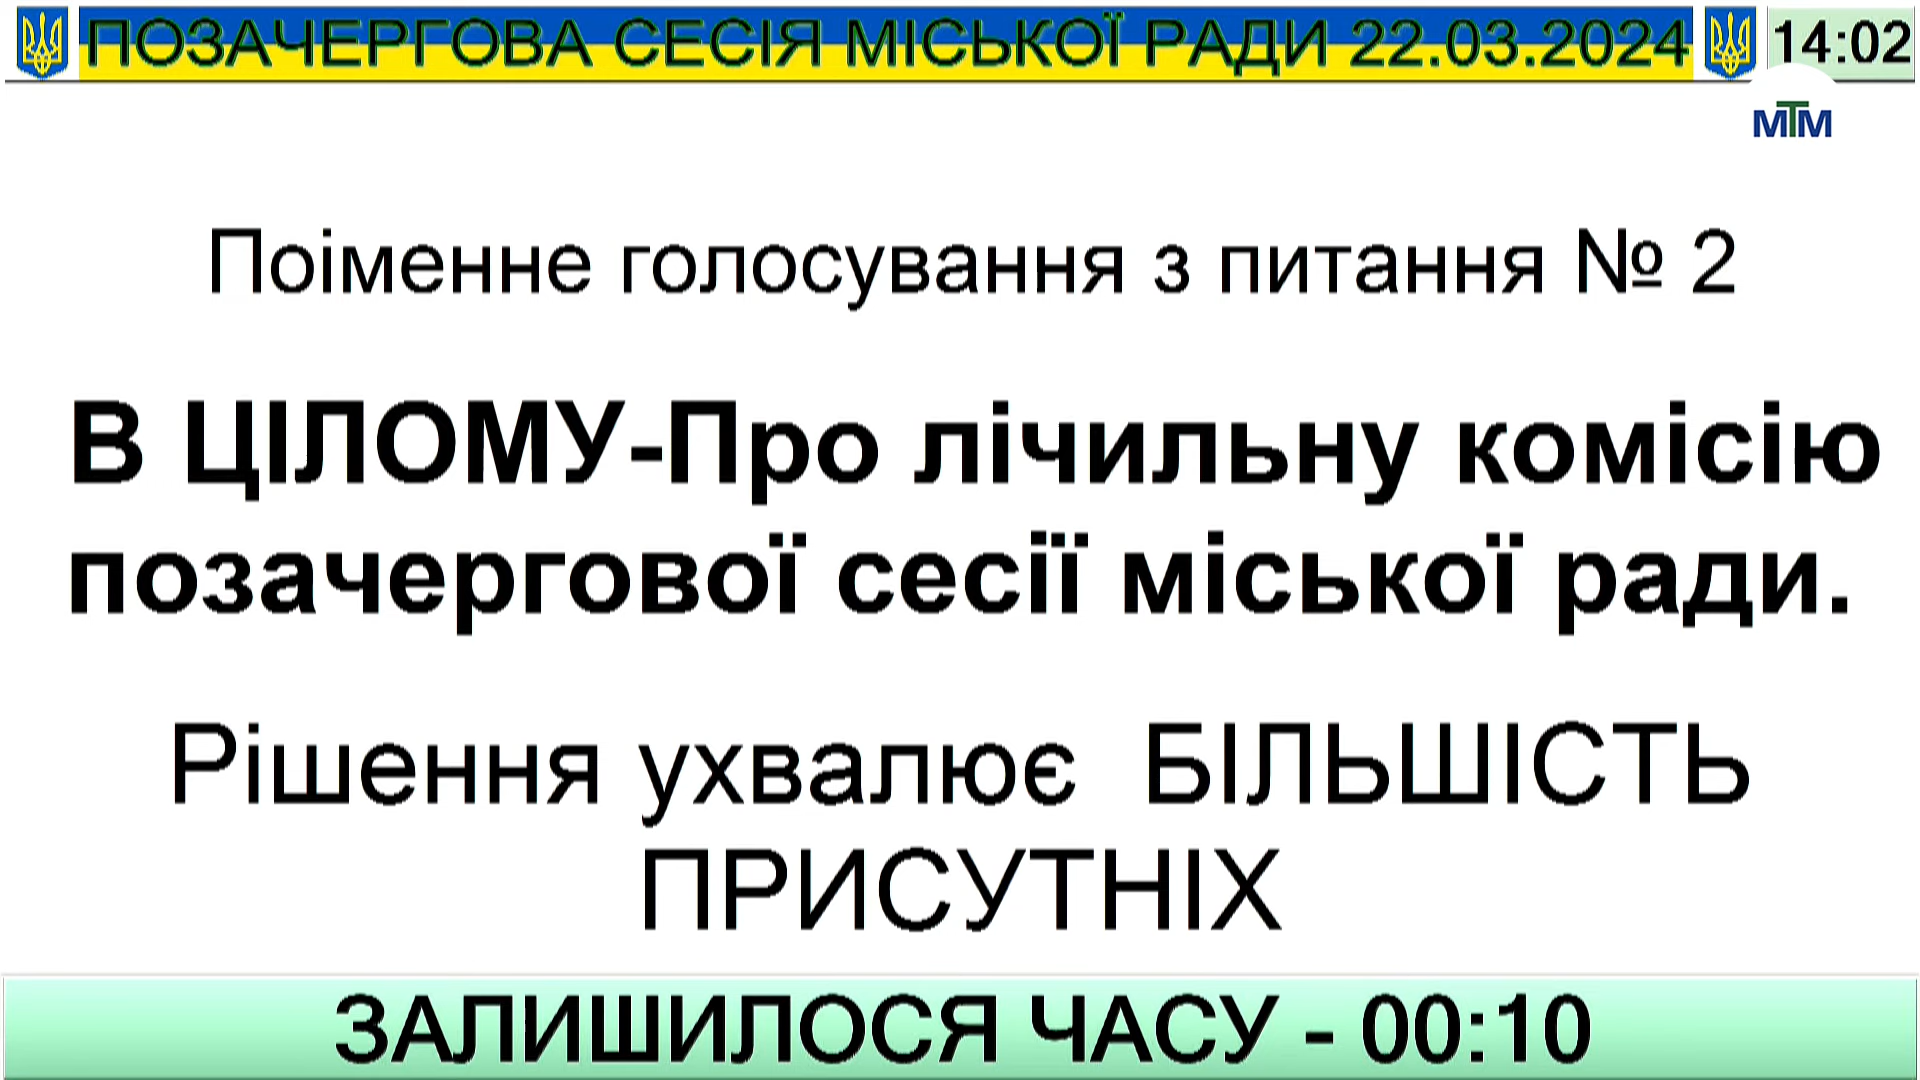 ПОЗАЧЕРГОВА СЕСІЯ МІСЬКОЇ РАДИ 22.03.2024
14:02
МТМ
Поіменне голосування з питання № 2
В ЦІЛОМУ-Про лічильну комісію
позачергової сесії міської ради.
Рішення ухвалює БІЛЬШІСТЬ
ПРИСУТНІХ
ЗАЛИШИЛОСЯ ЧАСУ - 00:10